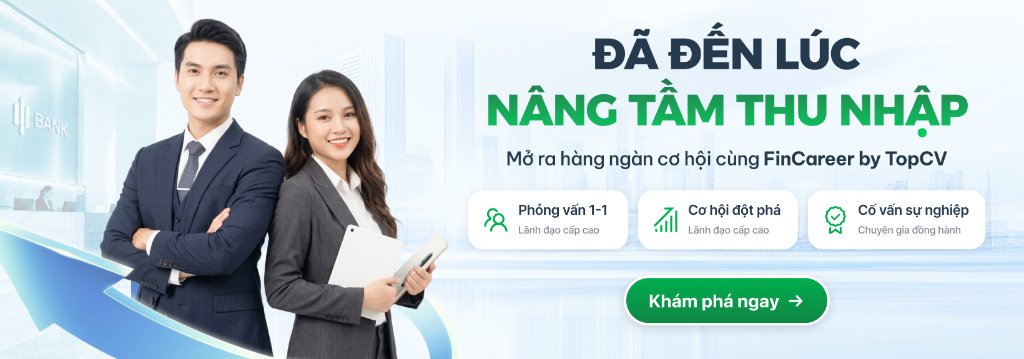 BANK
ĐÃ ĐẾN LÚC
NÂNG TẦM THU NHẬP
Mở ra hàng ngàn cơ hội cùng FinCareer by TopCV
Phỏng vấn 1-1
Lãnh đạo cấp cao
Cơ hội đột phá
Lãnh đạo cấp cao
Cố vấn sự nghiệp
Chuyên gia đồng hành
Khám phá ngay →